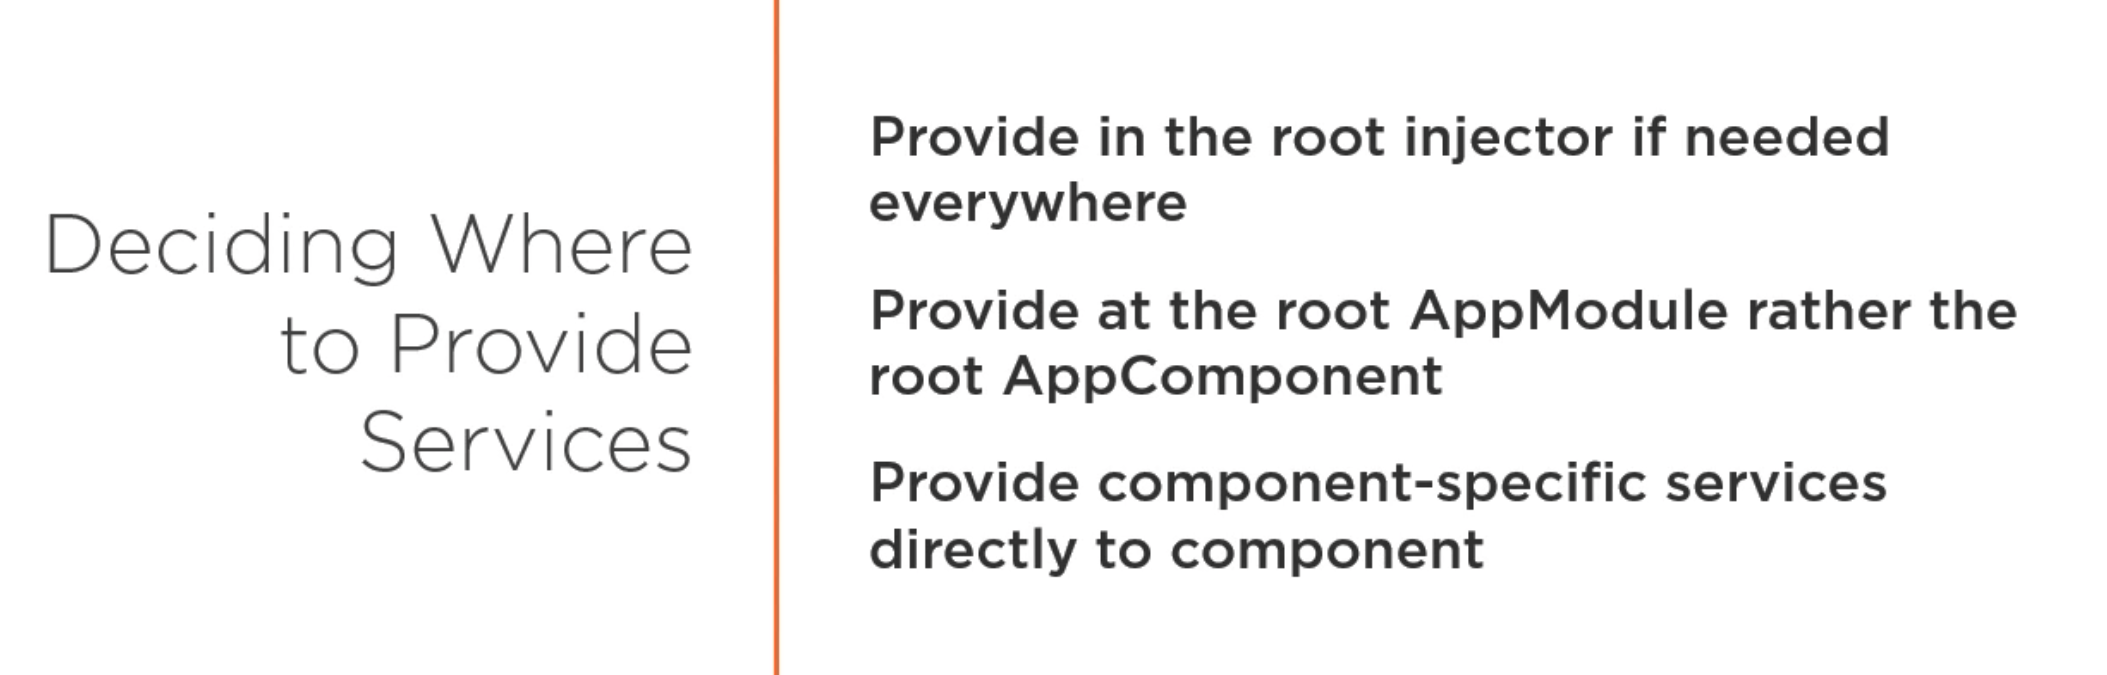 Deciding Where
to Provide
Services
Provide in the root injector if needed
everywhere
Provide at the root AppModule rather the
root AppComponent
Provide component-specific services
directly to component